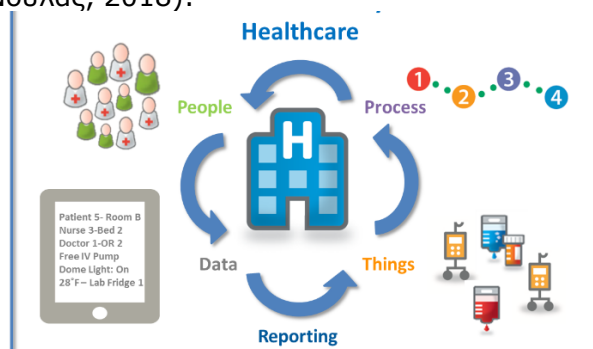 2018).
Healthcare
People
Process
1
2
3
4
H
Patient 5- Room B
Nurse 3-Bed 2
Doctor 1-OR 2
Free IV Pump
Dome Light: On
28°F – Lab Fridge 1
Data
Things
Reporting